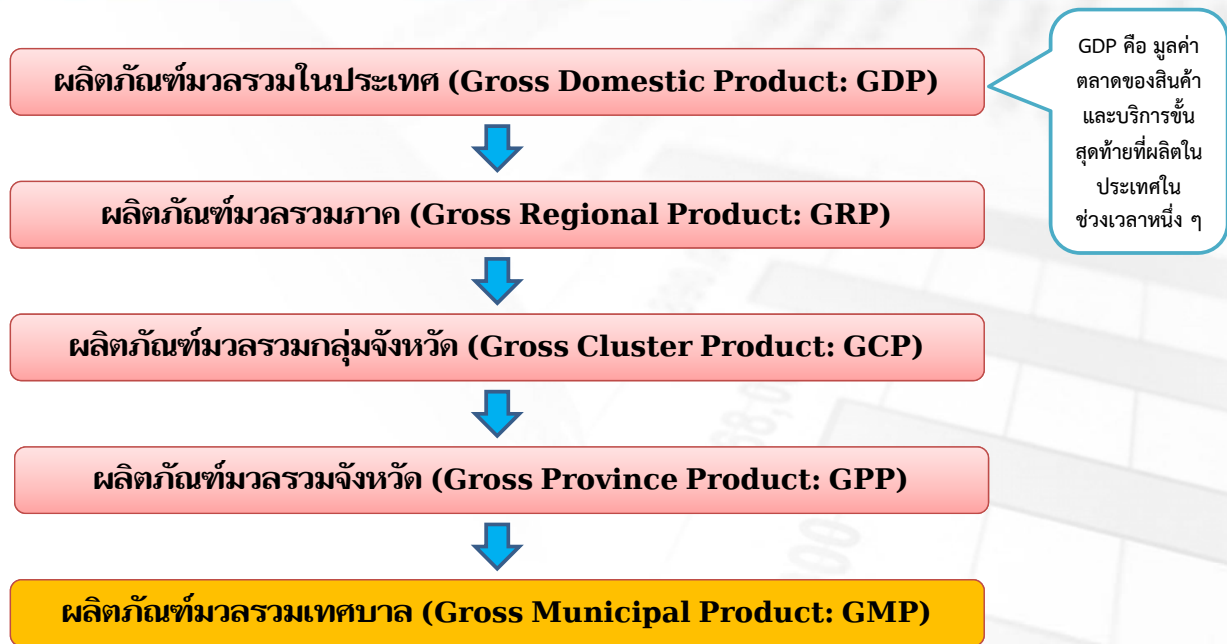 ผลิตภัณฑ์มวลรวมในประเทศ (Gross Domestic Product: GDP)
GDP คือ มูลค่า
ตลาดของสินค้า
และบริการขั้น
สุดท้ายที่ผลิตใน
ประเทศใน
ช่วงเวลาหนึ่ง ๆ
ผลิตภัณฑ์มวลรวมภาค (Gross Regional Product: GRP)
ผลิตภัณฑ์มวลรวมกลุ่มจังหวัด (Gross Cluster Product: GCP)
ผลิตภัณฑ์มวลรวมจังหวัด (Gross Province Product: GPP)
ผลิตภัณฑ์มวลรวมเทศบาล (Gross Municipal Product: GMP)